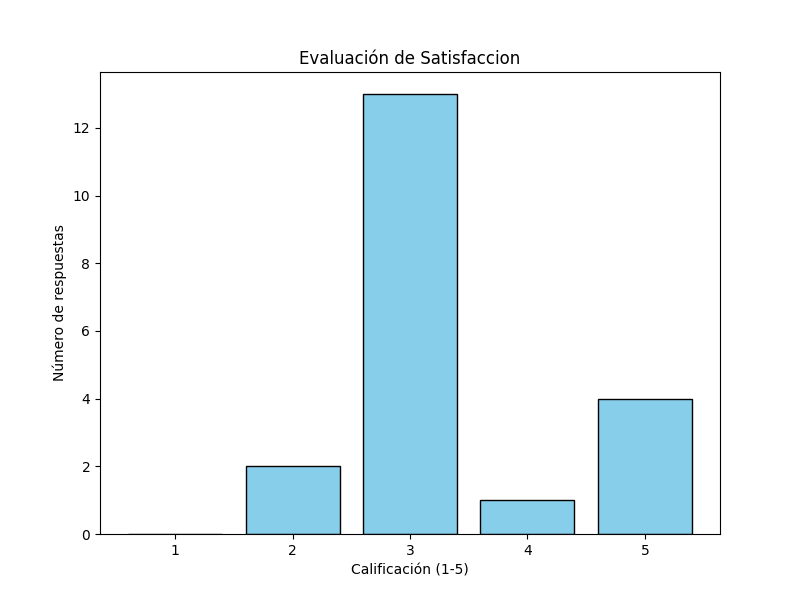 Evaluación de Satisfaccion
Número de respuestas
12
10
8
6
4
2
0
1 2 3 4 5
Calificación (1-5)